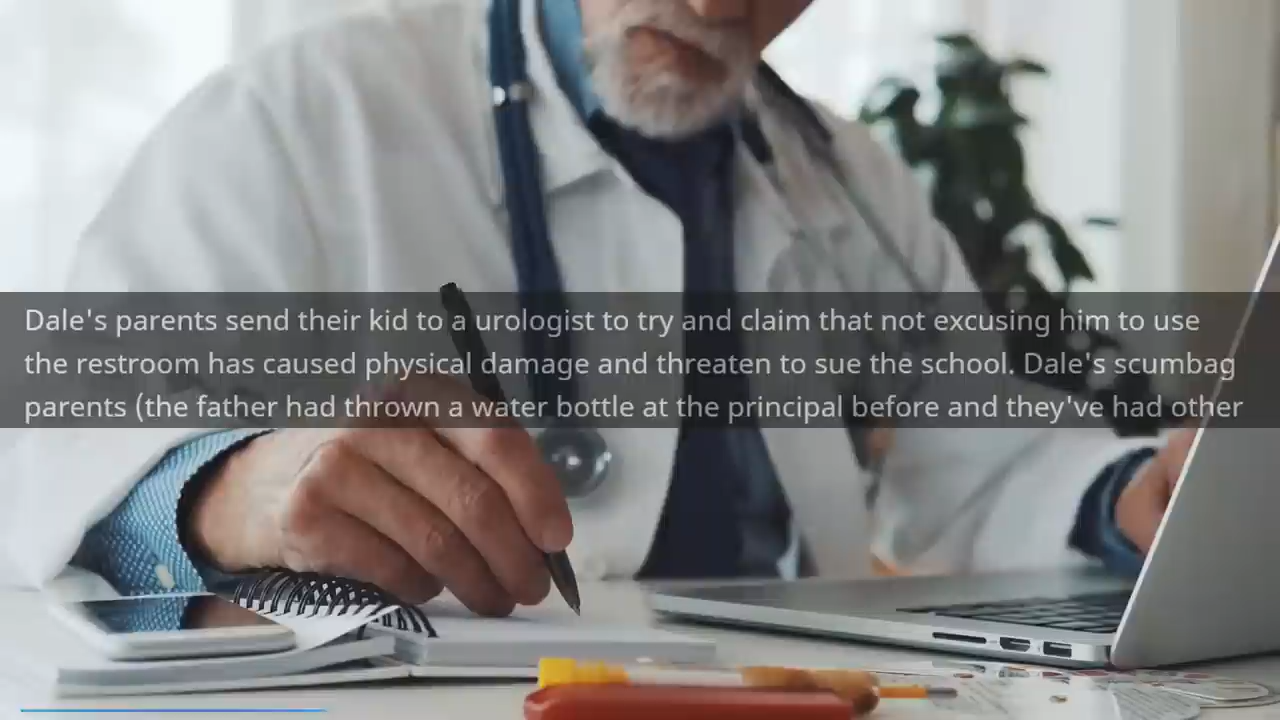 Dale's parents send their kid to a urologist to try and claim that not excusing him to use
the restroom has caused physical damage and threaten to sue the school. Dale's scumbag
parents (the father had thrown a water bottle at the principal before and they've had other